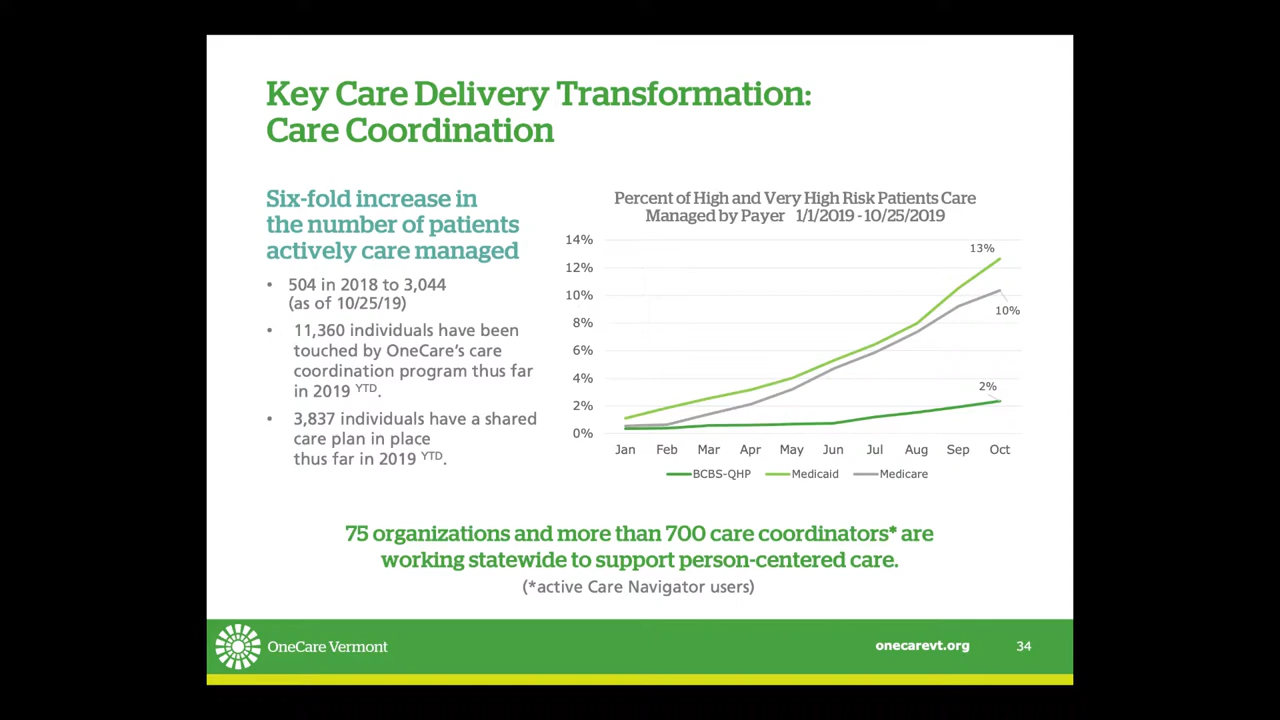 Key Care Delivery Transformation:
Care Coordination
Six-fold increase in
the number of patients
actively care managed
• 504 in 2018 to 3,044
(as of 10/25/19)
• 11,360 individuals have been
touched by OneCare’s care
coordination program thus far
in 2019 YTD.
• 3,837 individuals have a shared
care plan in place
thus far in 2019 YTD.
Percent of High and Very High Risk Patients Care
Managed by Payer 1/1/2019 - 10/25/2019
14%
12%
10%
8%
6%
4%
2%
0%
13%
10%
2%
Jan Feb Mar Apr May Jun Jul Aug Sep Oct
BCBS-QHP Medicaid Medicare
75 organizations and more than 700 care coordinators* are
working statewide to support person-centered care.
(*active Care Navigator users)
OneCare Vermont
onecarevt.org 34